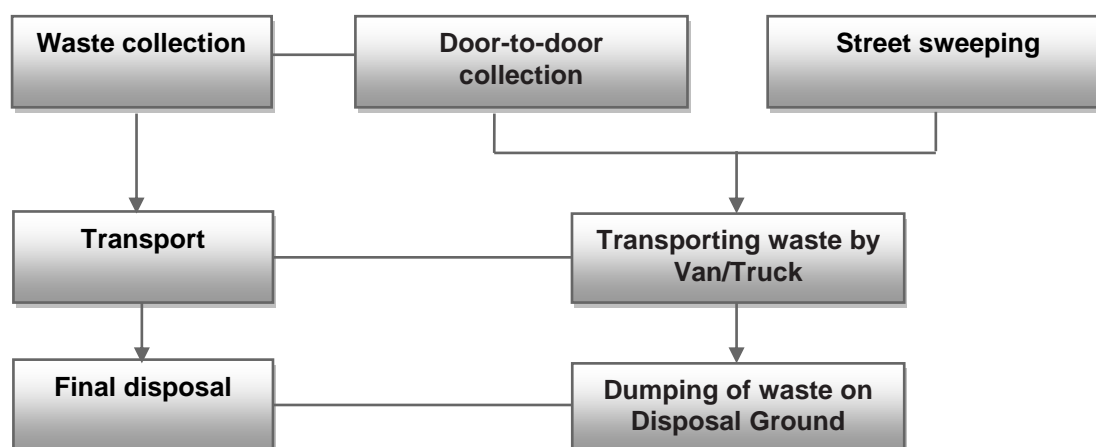 Waste collection
Door-to-door
collection
Street sweeping
Transport
Transporting waste by
Van/Truck
Final disposal
Dumping of waste on
Disposal Ground